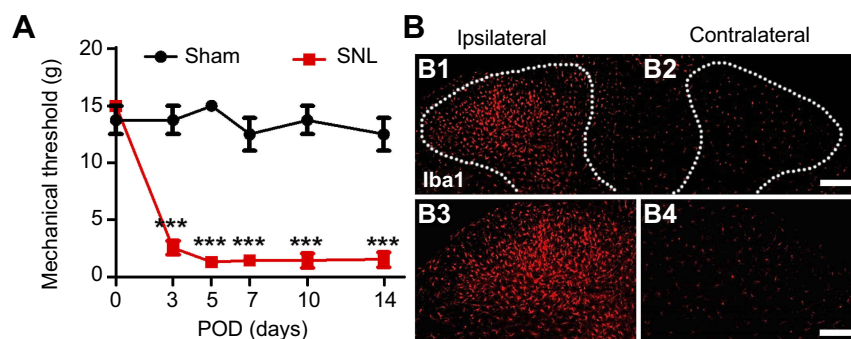 A
Mechanical threshold (g)
20
15
10
5
0
Sham
SNL
***
***
***
***
***
0
3
5
7
10
14
POD (days)
B
Ipsilateral
Contralateral
B1
B2
Iba1
B3
B4